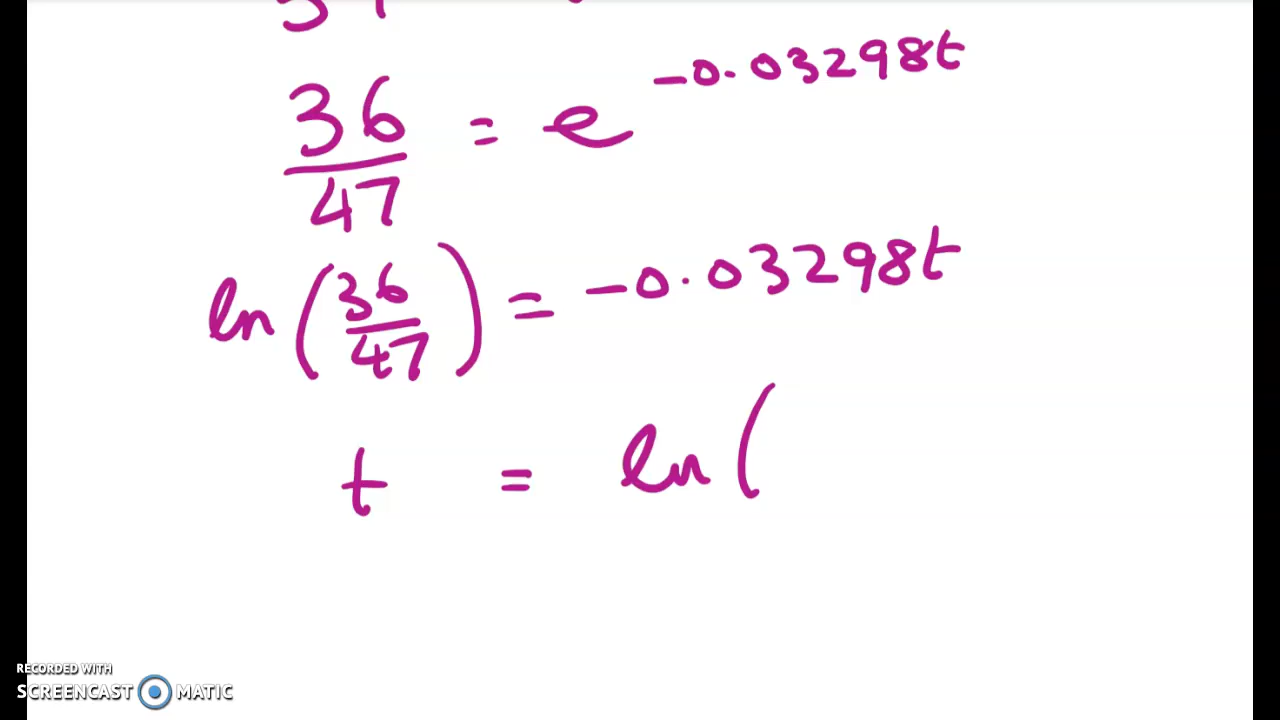 36/47 = e^-0.03298t
ln(36/47) = -0.03298t
t = ln(
RECORDED WITH
SCREENCAST MATIC